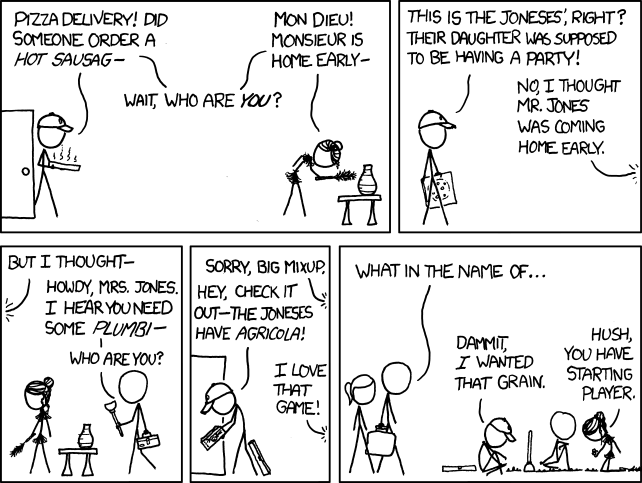 PIZZA DELIVERY! DID
SOMEONE ORDER A
HOT SAUSAG—
MON DIEU!
MONSIEUR IS
HOME EARLY—
WAIT, WHO ARE YOU?
THIS IS THE JONESES', RIGHT?
THEIR DAUGHTER WAS SUPPOSED
TO BE HAVING A PARTY!
NO, I THOUGHT
MR. JONES
WAS COMING
HOME EARLY.
BUT I THOUGHT—
HOWDY, MRS. JONES.
I HEAR YOU NEED
SOME PLUMBI—
WHO ARE YOU?
SORRY, BIG MIXUP.
HEY, CHECK IT
OUT—THE JONESES
HAVE AGRICOLA!
I LOVE
THAT
GAME!
WHAT IN THE NAME OF...
DAMMIT,
I WANTED
THAT GRAIN.
HUSH,
YOU HAVE
STARTING
PLAYER.